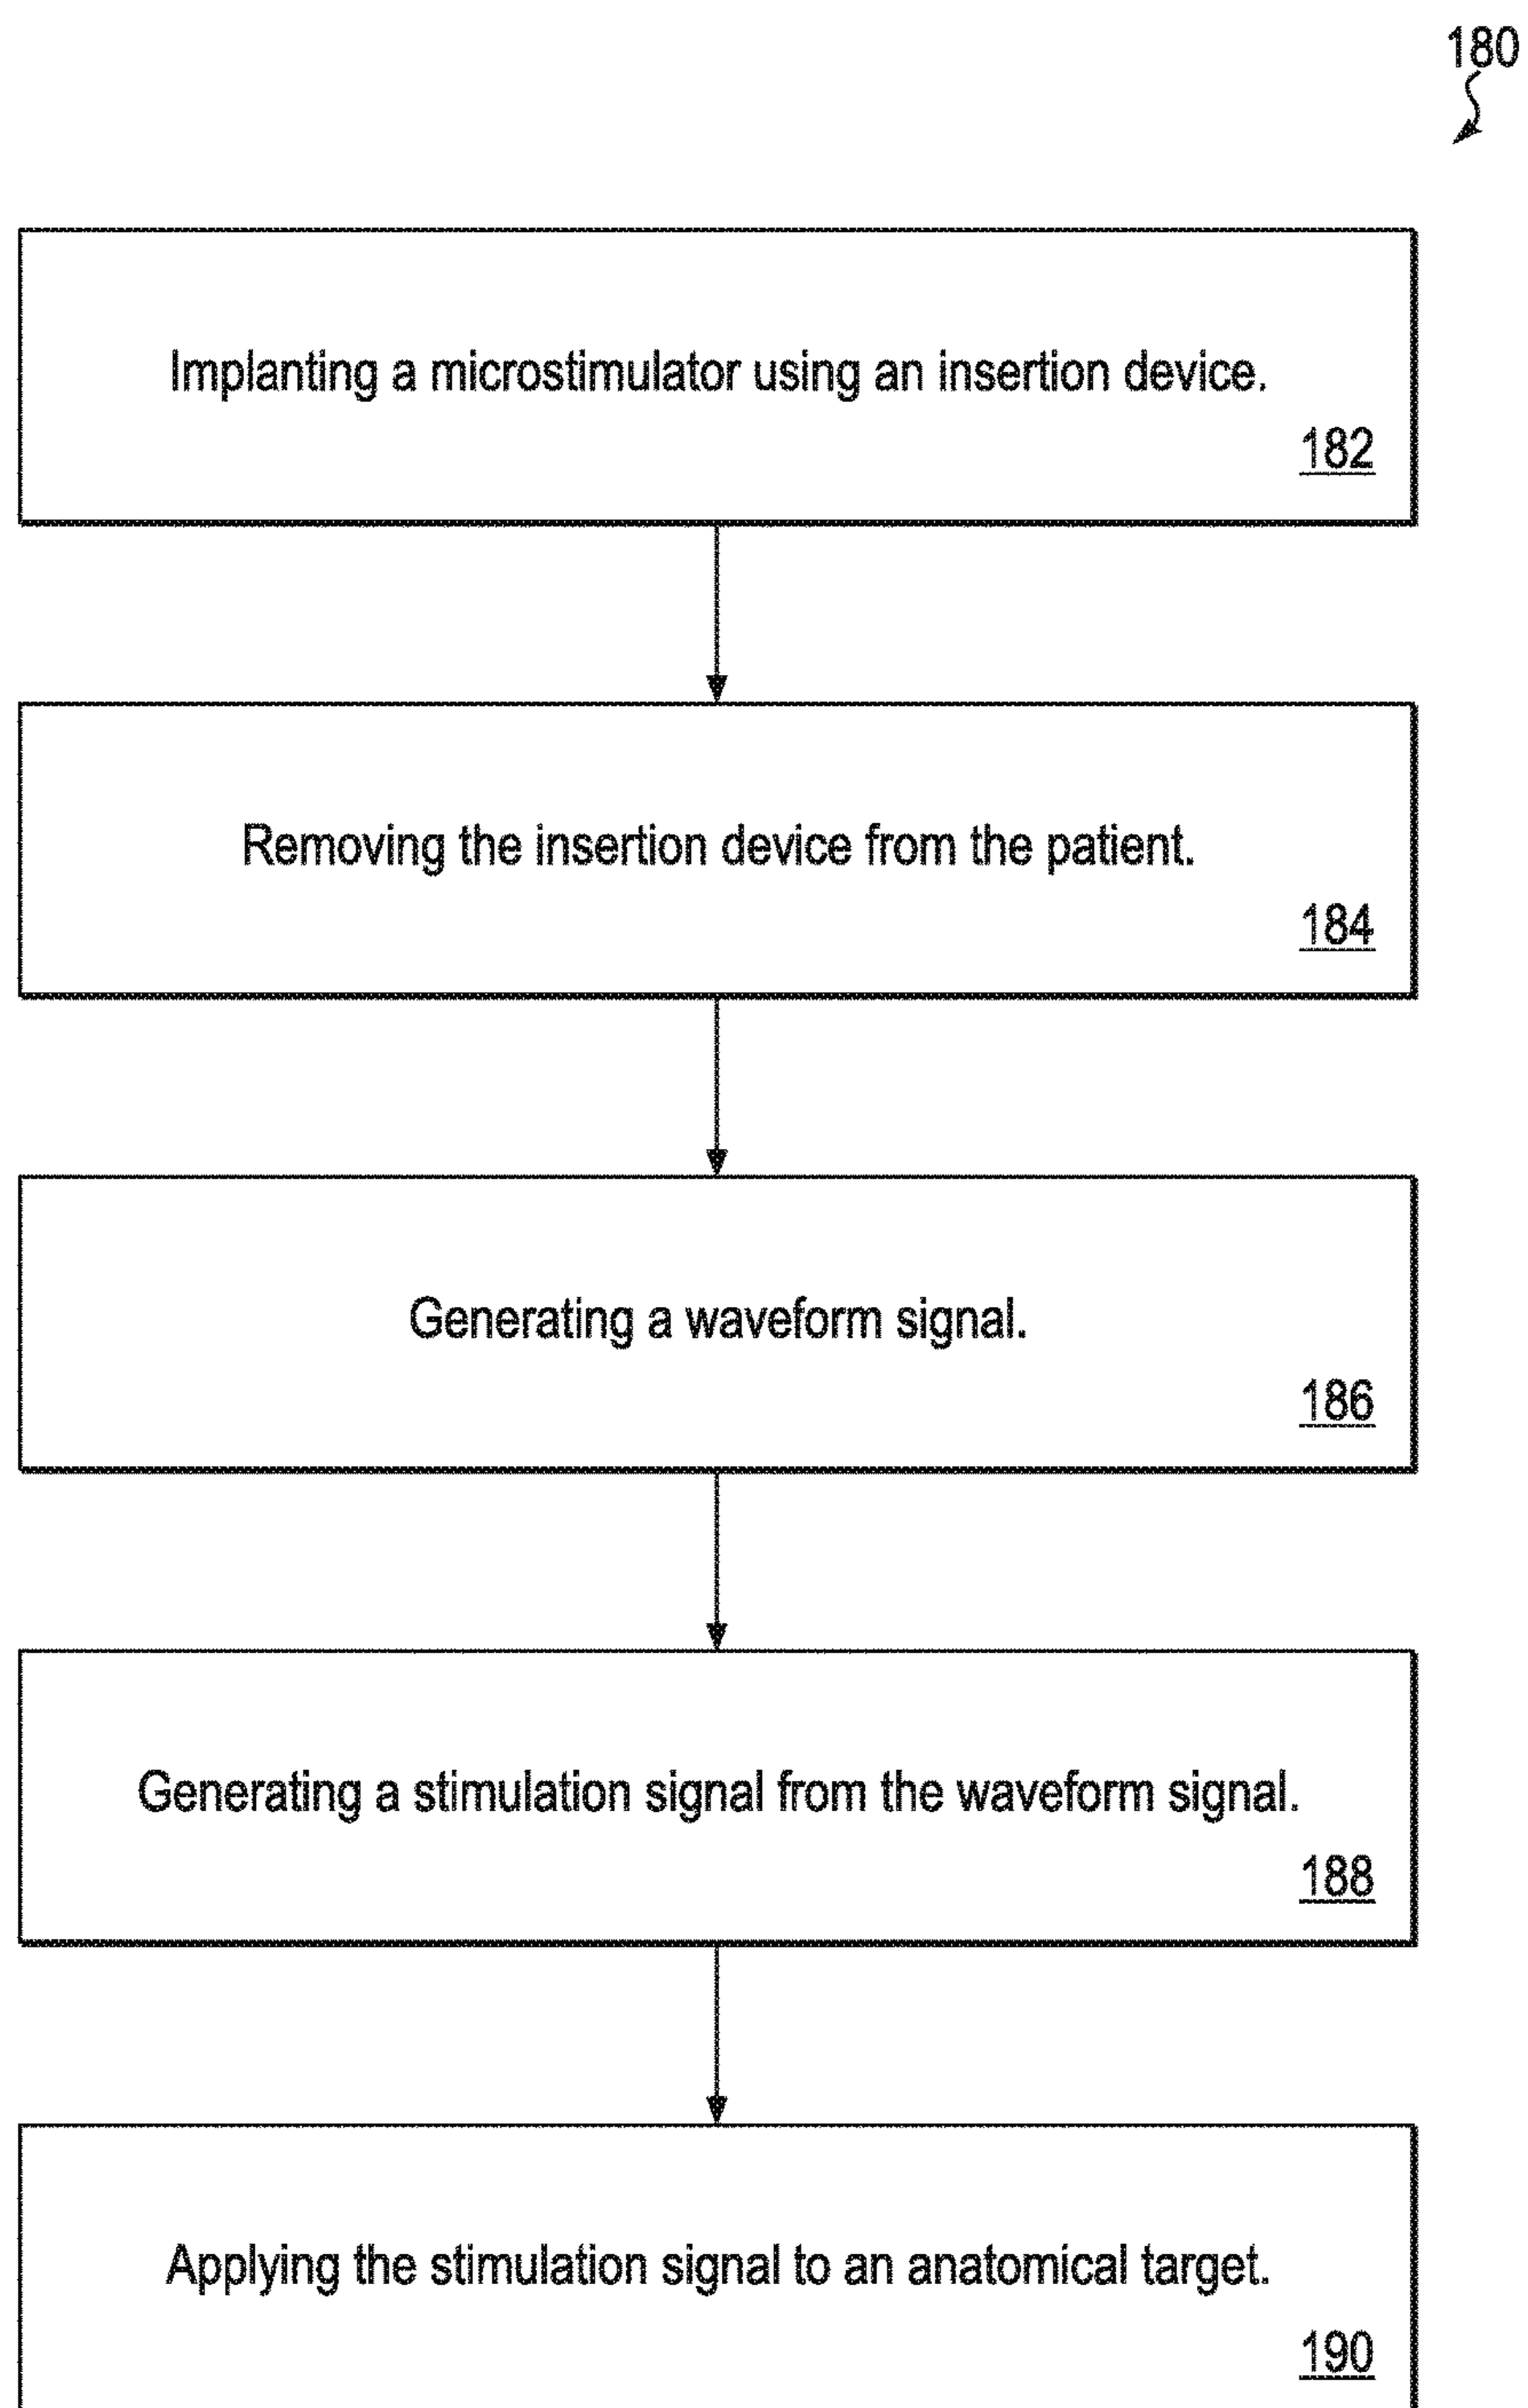 180
Implanting a microstimulator using an insertion device.
182
Removing the insertion device from the patient.
184
Generating a waveform signal.
186
Generating a stimulation signal from the waveform signal.
188
Applying the stimulation signal to an anatomical target.
190